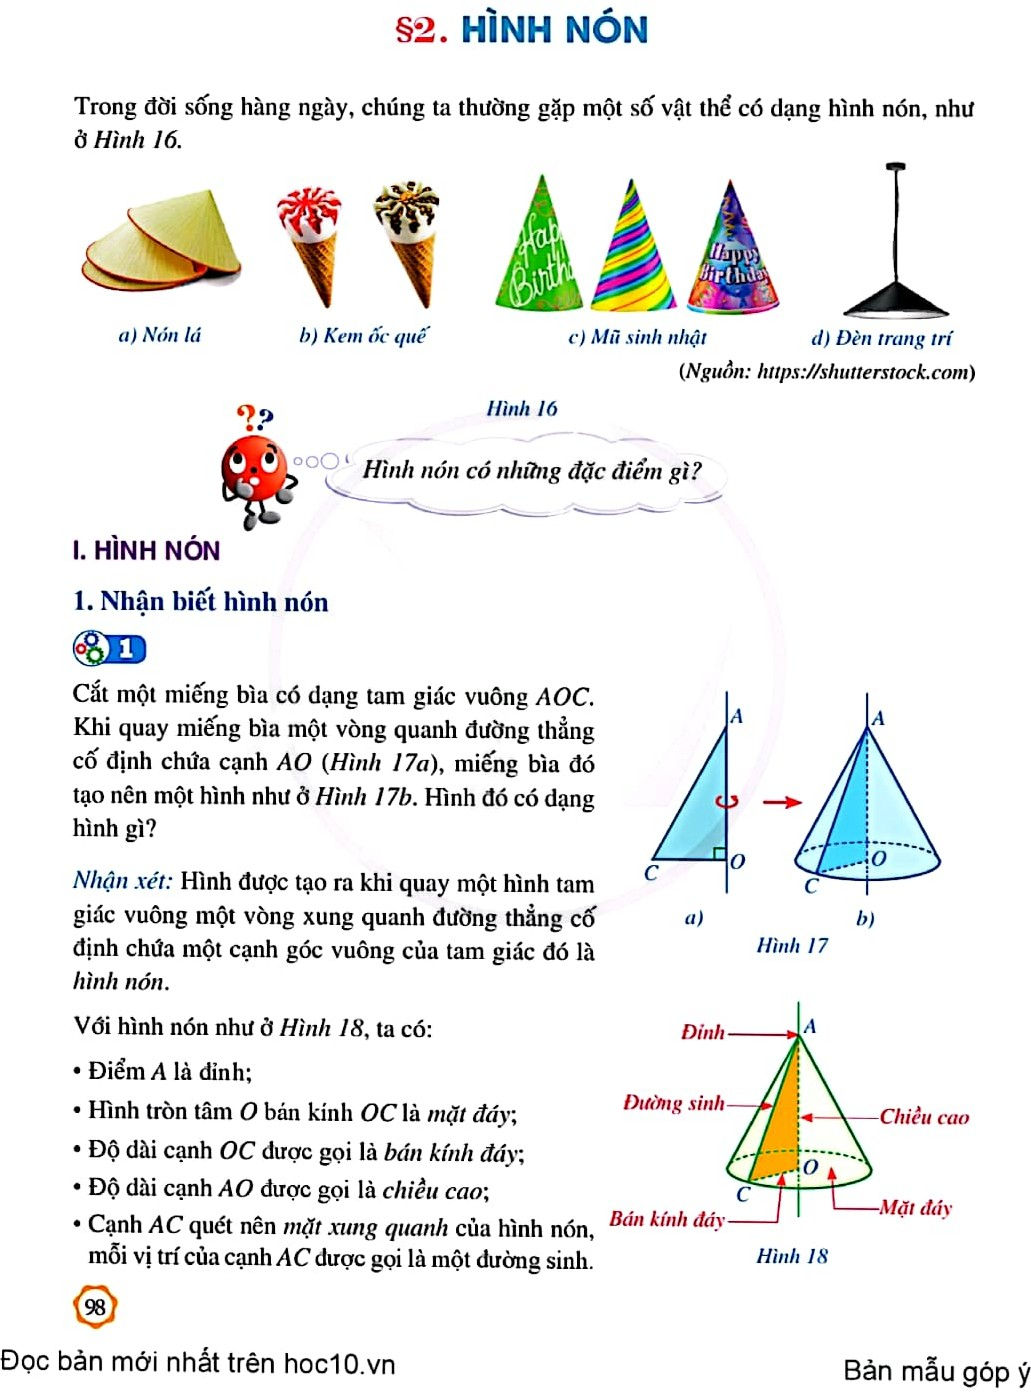 §2. HÌNH NÓN
Trong đời sống hàng ngày, chúng ta thường gặp một số vật thể có dạng hình nón, như
ở Hình 16.
Happy
Birthday
Happy
Birthday
a) Nón lá
b) Kem ốc quế
c) Mũ sinh nhật
d) Đèn trang trí
(Nguồn: https://shutterstock.com)
Hình 16
??
Hình nón có những đặc điểm gì?
I. HÌNH NÓN
1. Nhận biết hình nón
1
Cắt một miếng bìa có dạng tam giác vuông AOC.
Khi quay miếng bìa một vòng quanh đường thẳng
cố định chứa cạnh AO (Hình 17a), miếng bìa đó
tạo nên một hình như ở Hình 17b. Hình đó có dạng
hình gì?
A
C
O
a)
A
O
C
b)
Hình 17
Nhận xét: Hình được tạo ra khi quay một hình tam
giác vuông một vòng xung quanh đường thẳng cố
định chứa một cạnh góc vuông của tam giác đó là
hình nón.
Với hình nón như ở Hình 18, ta có:
• Điểm A là đỉnh;
• Hình tròn tâm O bán kính OC là mặt đáy;
• Độ dài cạnh OC được gọi là bán kính đáy;
• Độ dài cạnh AO được gọi là chiều cao;
• Cạnh AC quét nên mặt xung quanh của hình nón,
mỗi vị trí của cạnh AC được gọi là một đường sinh.
Đỉnh
A
Đường sinh
Chiều cao
O
C
Bán kính đáy
Mặt đáy
Hình 18
98
Đọc bản mới nhất trên hoc10.vn
Bản mẫu góp ý